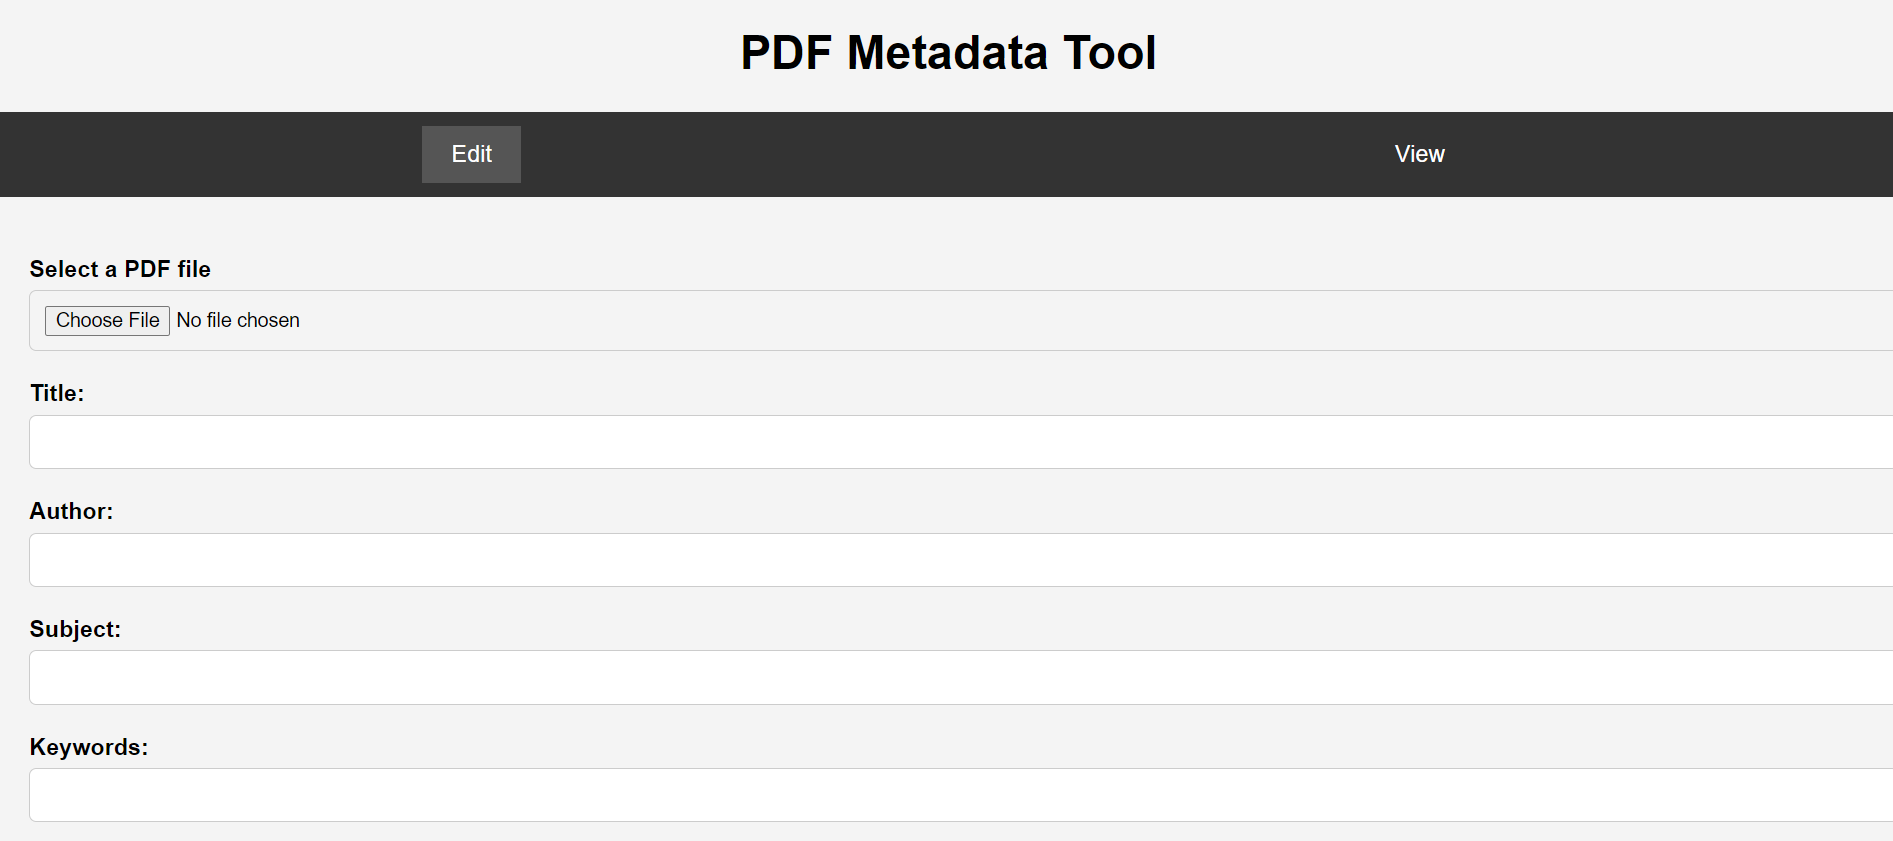 PDF Metadata Tool
Edit View
Select a PDF file
Choose File No file chosen
Title:
Author:
Subject:
Keywords: